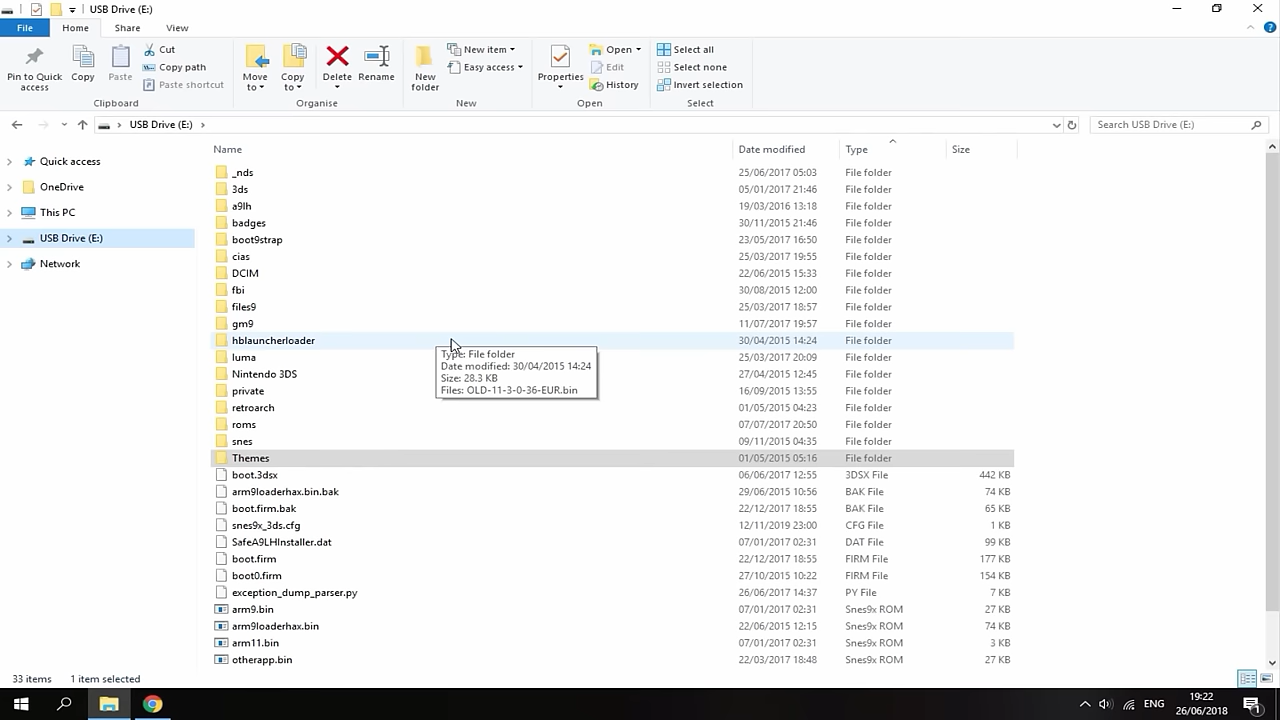 USB Drive (E:)
File Home Share View
Pin to Quick access
Copy
Paste
Cut
Copy path
Paste shortcut
Clipboard
Move to
Copy to
Delete
Rename
Organise
New folder
New item
Easy access
New
Properties
Open
Edit
History
Open
Select all
Select none
Invert selection
Select
USB Drive (E:)
Search USB Drive (E:)
Quick access
OneDrive
This PC
USB Drive (E:)
Network
Name Date modified Type Size
_nds 25/06/2017 05:03 File folder
3ds 05/01/2017 21:46 File folder
a9lh 19/03/2016 13:18 File folder
badges 30/11/2015 21:46 File folder
boot9strap 23/05/2017 16:50 File folder
cias 25/03/2017 19:55 File folder
DCIM 22/06/2015 15:33 File folder
fbi 30/08/2015 12:00 File folder
files9 25/03/2017 18:57 File folder
gm9 11/07/2017 19:57 File folder
hblauncherloader 30/04/2015 14:24 File folder
luma 25/03/2017 20:09 File folder
Nintendo 3DS 27/04/2015 12:45 File folder
private 16/09/2015 13:55 File folder
retroarch 01/05/2015 04:23 File folder
roms 07/07/2017 20:50 File folder
snes 09/11/2015 04:35 File folder
Themes 01/05/2015 05:16 File folder
boot.3dsx 06/06/2017 12:55 3DSX File 442 KB
arm9loaderhax.bin.bak 29/06/2015 10:56 BAK File 74 KB
boot.firm.bak 22/12/2017 18:55 BAK File 65 KB
snes9x_3ds.cfg 12/11/2019 23:00 CFG File 1 KB
SafeA9LHInstaller.dat 07/01/2017 02:31 DAT File 99 KB
boot.firm 22/12/2017 18:55 FIRM File 177 KB
boot0.firm 27/10/2015 10:22 FIRM File 154 KB
exception_dump_parser.py 26/06/2017 14:37 PY File 7 KB
arm9.bin 07/01/2017 02:31 Snes9x ROM 27 KB
arm9loaderhax.bin 22/06/2015 12:15 Snes9x ROM 74 KB
arm11.bin 07/01/2017 02:31 Snes9x ROM 3 KB
otherapp.bin 22/03/2017 18:48 Snes9x ROM 27 KB
Type: File folder
Date modified: 30/04/2015 14:24
Size: 28.3 KB
Files: OLD-11-3-0-36-EUR.bin
33 items 1 item selected
ENG
19:22
26/06/2018
1